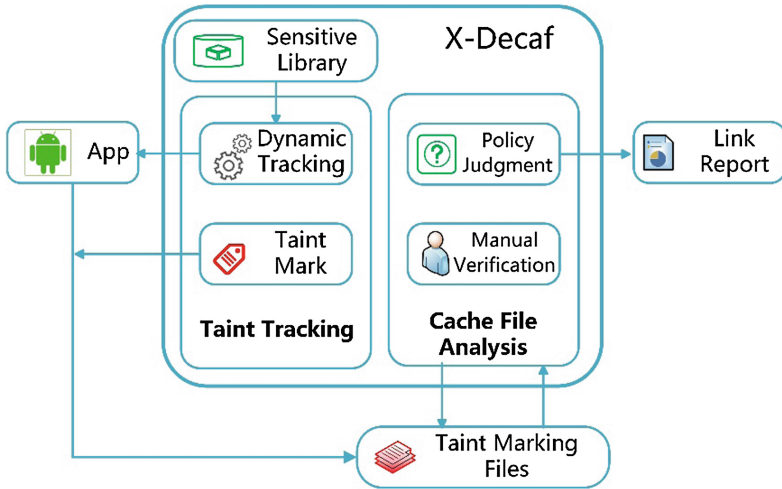 X-Decaf
Sensitive
Library
App
Dynamic
Tracking
Taint
Mark
Taint Tracking
Policy
Judgment
Manual
Verification
Cache File
Analysis
Link
Report
Taint Marking
Files